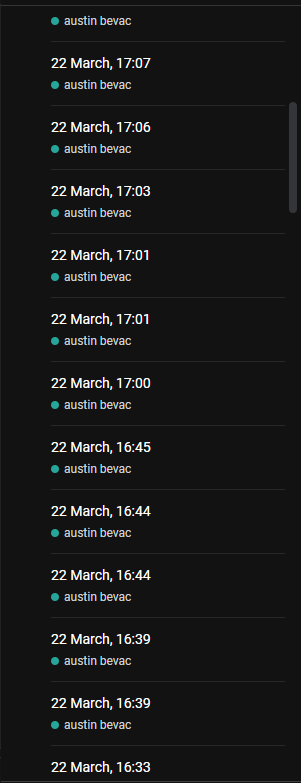 austin bevac
22 March, 17:07
austin bevac
22 March, 17:06
austin bevac
22 March, 17:03
austin bevac
22 March, 17:01
austin bevac
22 March, 17:01
austin bevac
22 March, 17:00
austin bevac
22 March, 16:45
austin bevac
22 March, 16:44
austin bevac
22 March, 16:44
austin bevac
22 March, 16:39
austin bevac
22 March, 16:39
austin bevac
22 March, 16:33